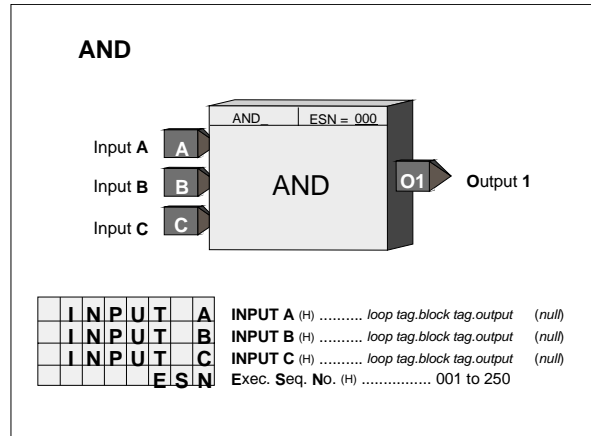 AND
AND_ ESN = 000
Input A A
Input B B
Input C C
AND
O1 Output 1
INPUT A INPUT A (H) .......... loop tag.block tag.output (null)
INPUT B INPUT B (H) .......... loop tag.block tag.output (null)
INPUT C INPUT C (H) .......... loop tag.block tag.output (null)
ESN Exec. Seq. No. (H) ................ 001 to 250